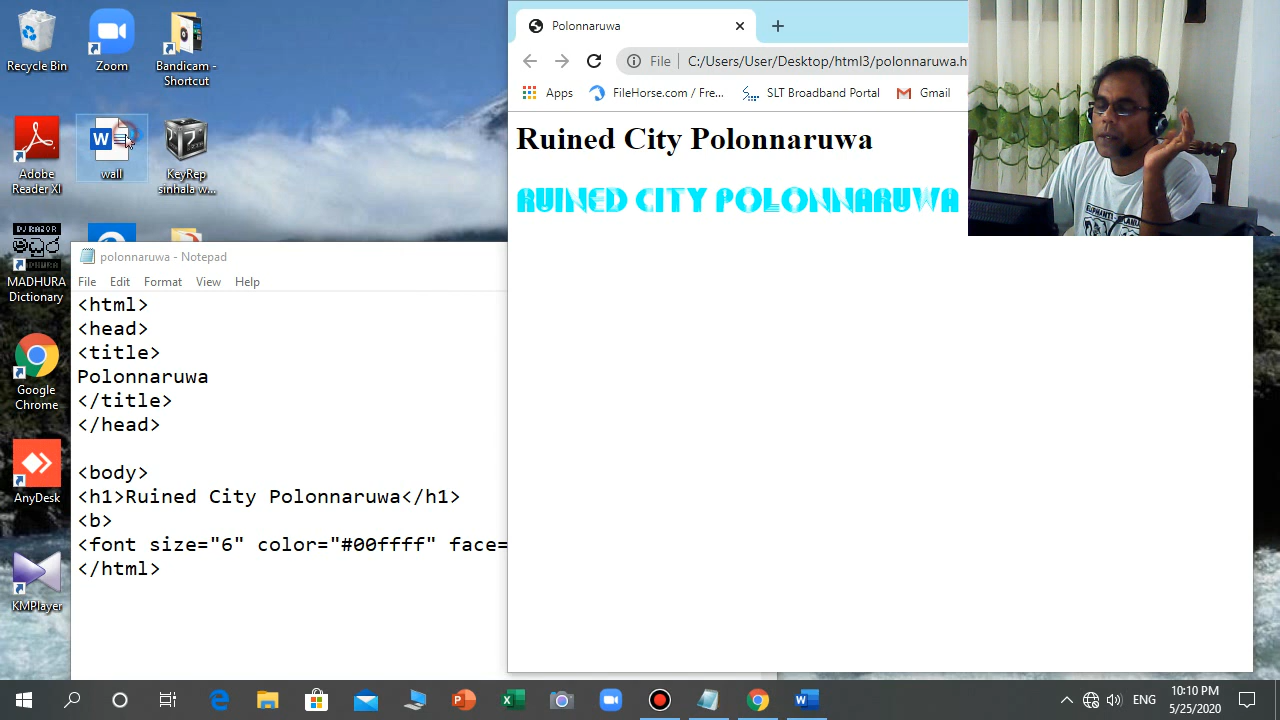 Recycle Bin
Zoom
Bandicam -
Shortcut
Adobe
Reader XI
W
wall
KeyRep
sinhala w...
DJ RAZOR
MADHURA
Dictionary
Google
Chrome
AnyDesk
KMPlayer
polonnaruwa - Notepad
File Edit Format View Help
<html>
<head>
<title>
Polonnaruwa
</title>
</head>
<body>
<h1>Ruined City Polonnaruwa</h1>
<b>
<font size="6" color="#00ffff" face=
</html>
Polonnaruwa
File C:/Users/User/Desktop/html3/polonnaruwa.h
Apps FileHorse.com / Fre... SLT Broadband Portal Gmail
Ruined City Polonnaruwa
RUINED CITY POLONNARUWA
ENG
10:10 PM
5/25/2020